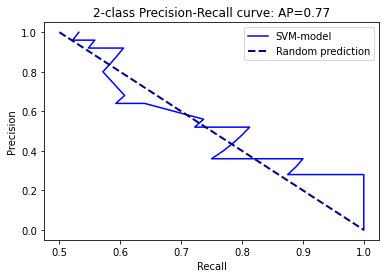 2-class Precision-Recall curve: AP=0.77
SVM-model
Random prediction
Precision
1.0
0.8
0.6
0.4
0.2
0.0
0.5 0.6 0.7 0.8 0.9 1.0
Recall